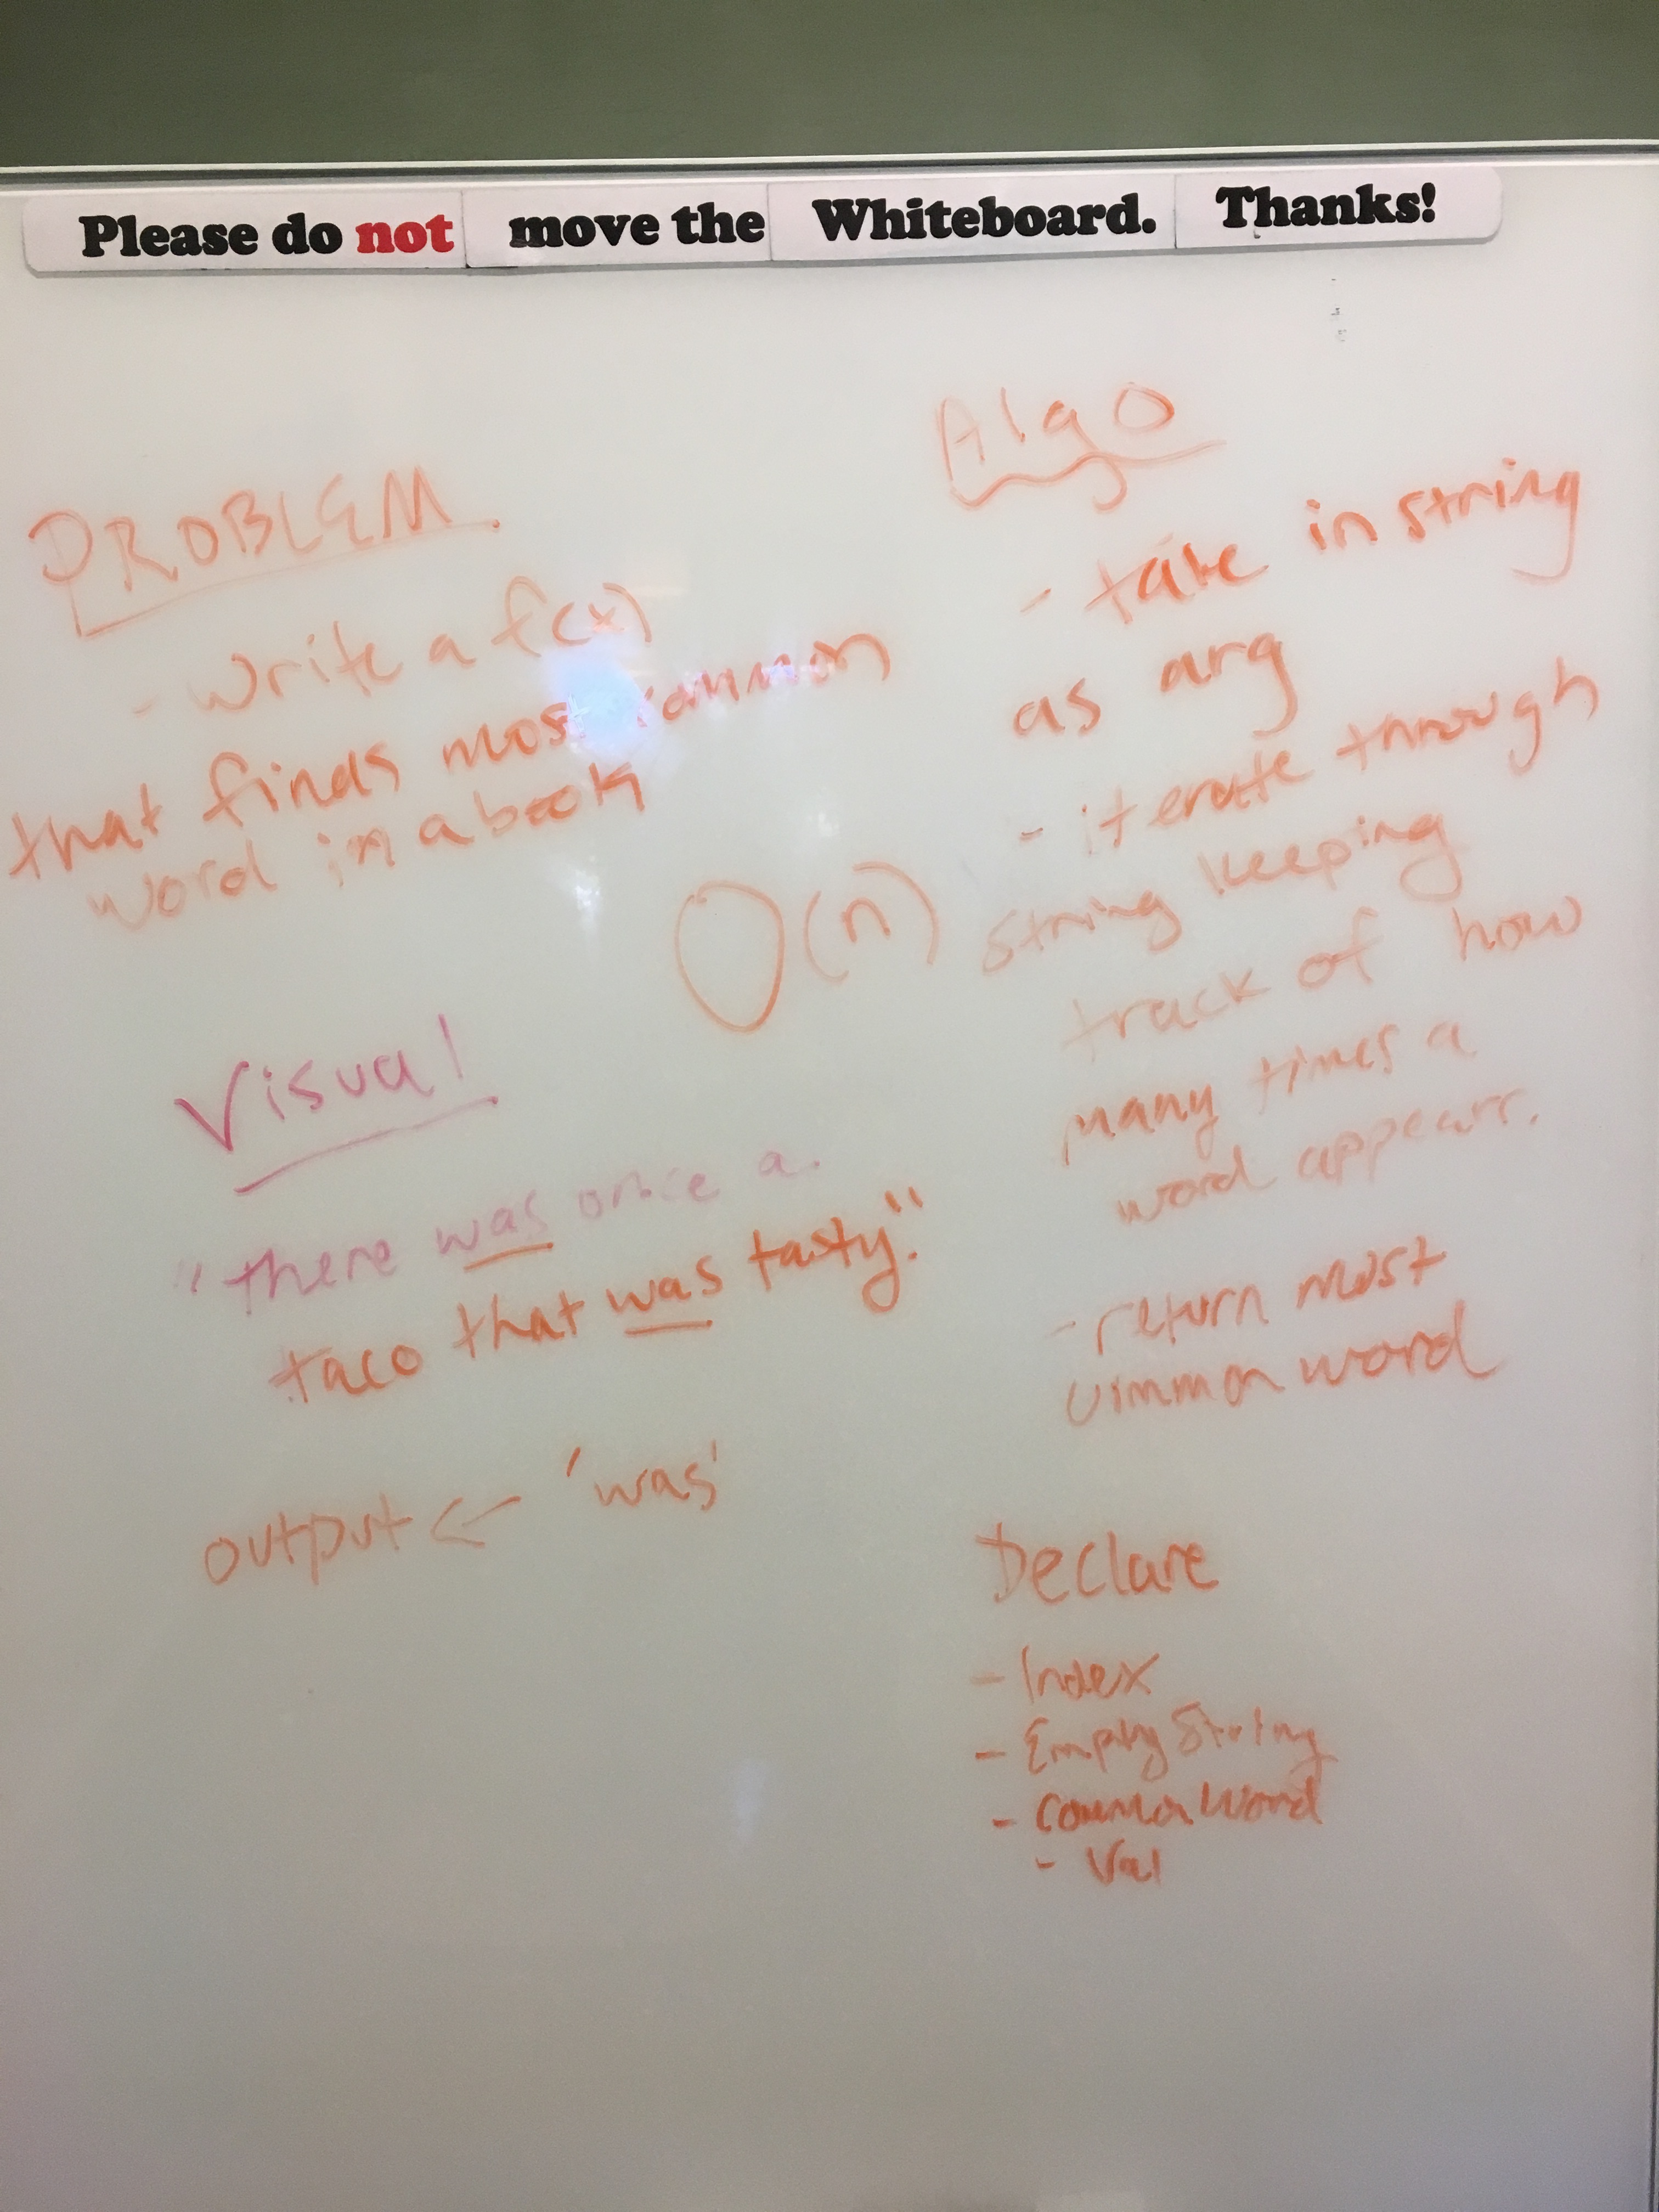 Please do not move the Whiteboard. Thanks!
PROBLEM
- write a f(x)
that finds most common
word in a book
O(n)
Visual
"there was once a
taco that was tasty."
output <- 'was'
Algo
- take in string
as arg
- iterate through
string keeping
track of how
many times a
word appears.
- return most
common word
Declare
- Index
- Empty String
- Common Word
- Val